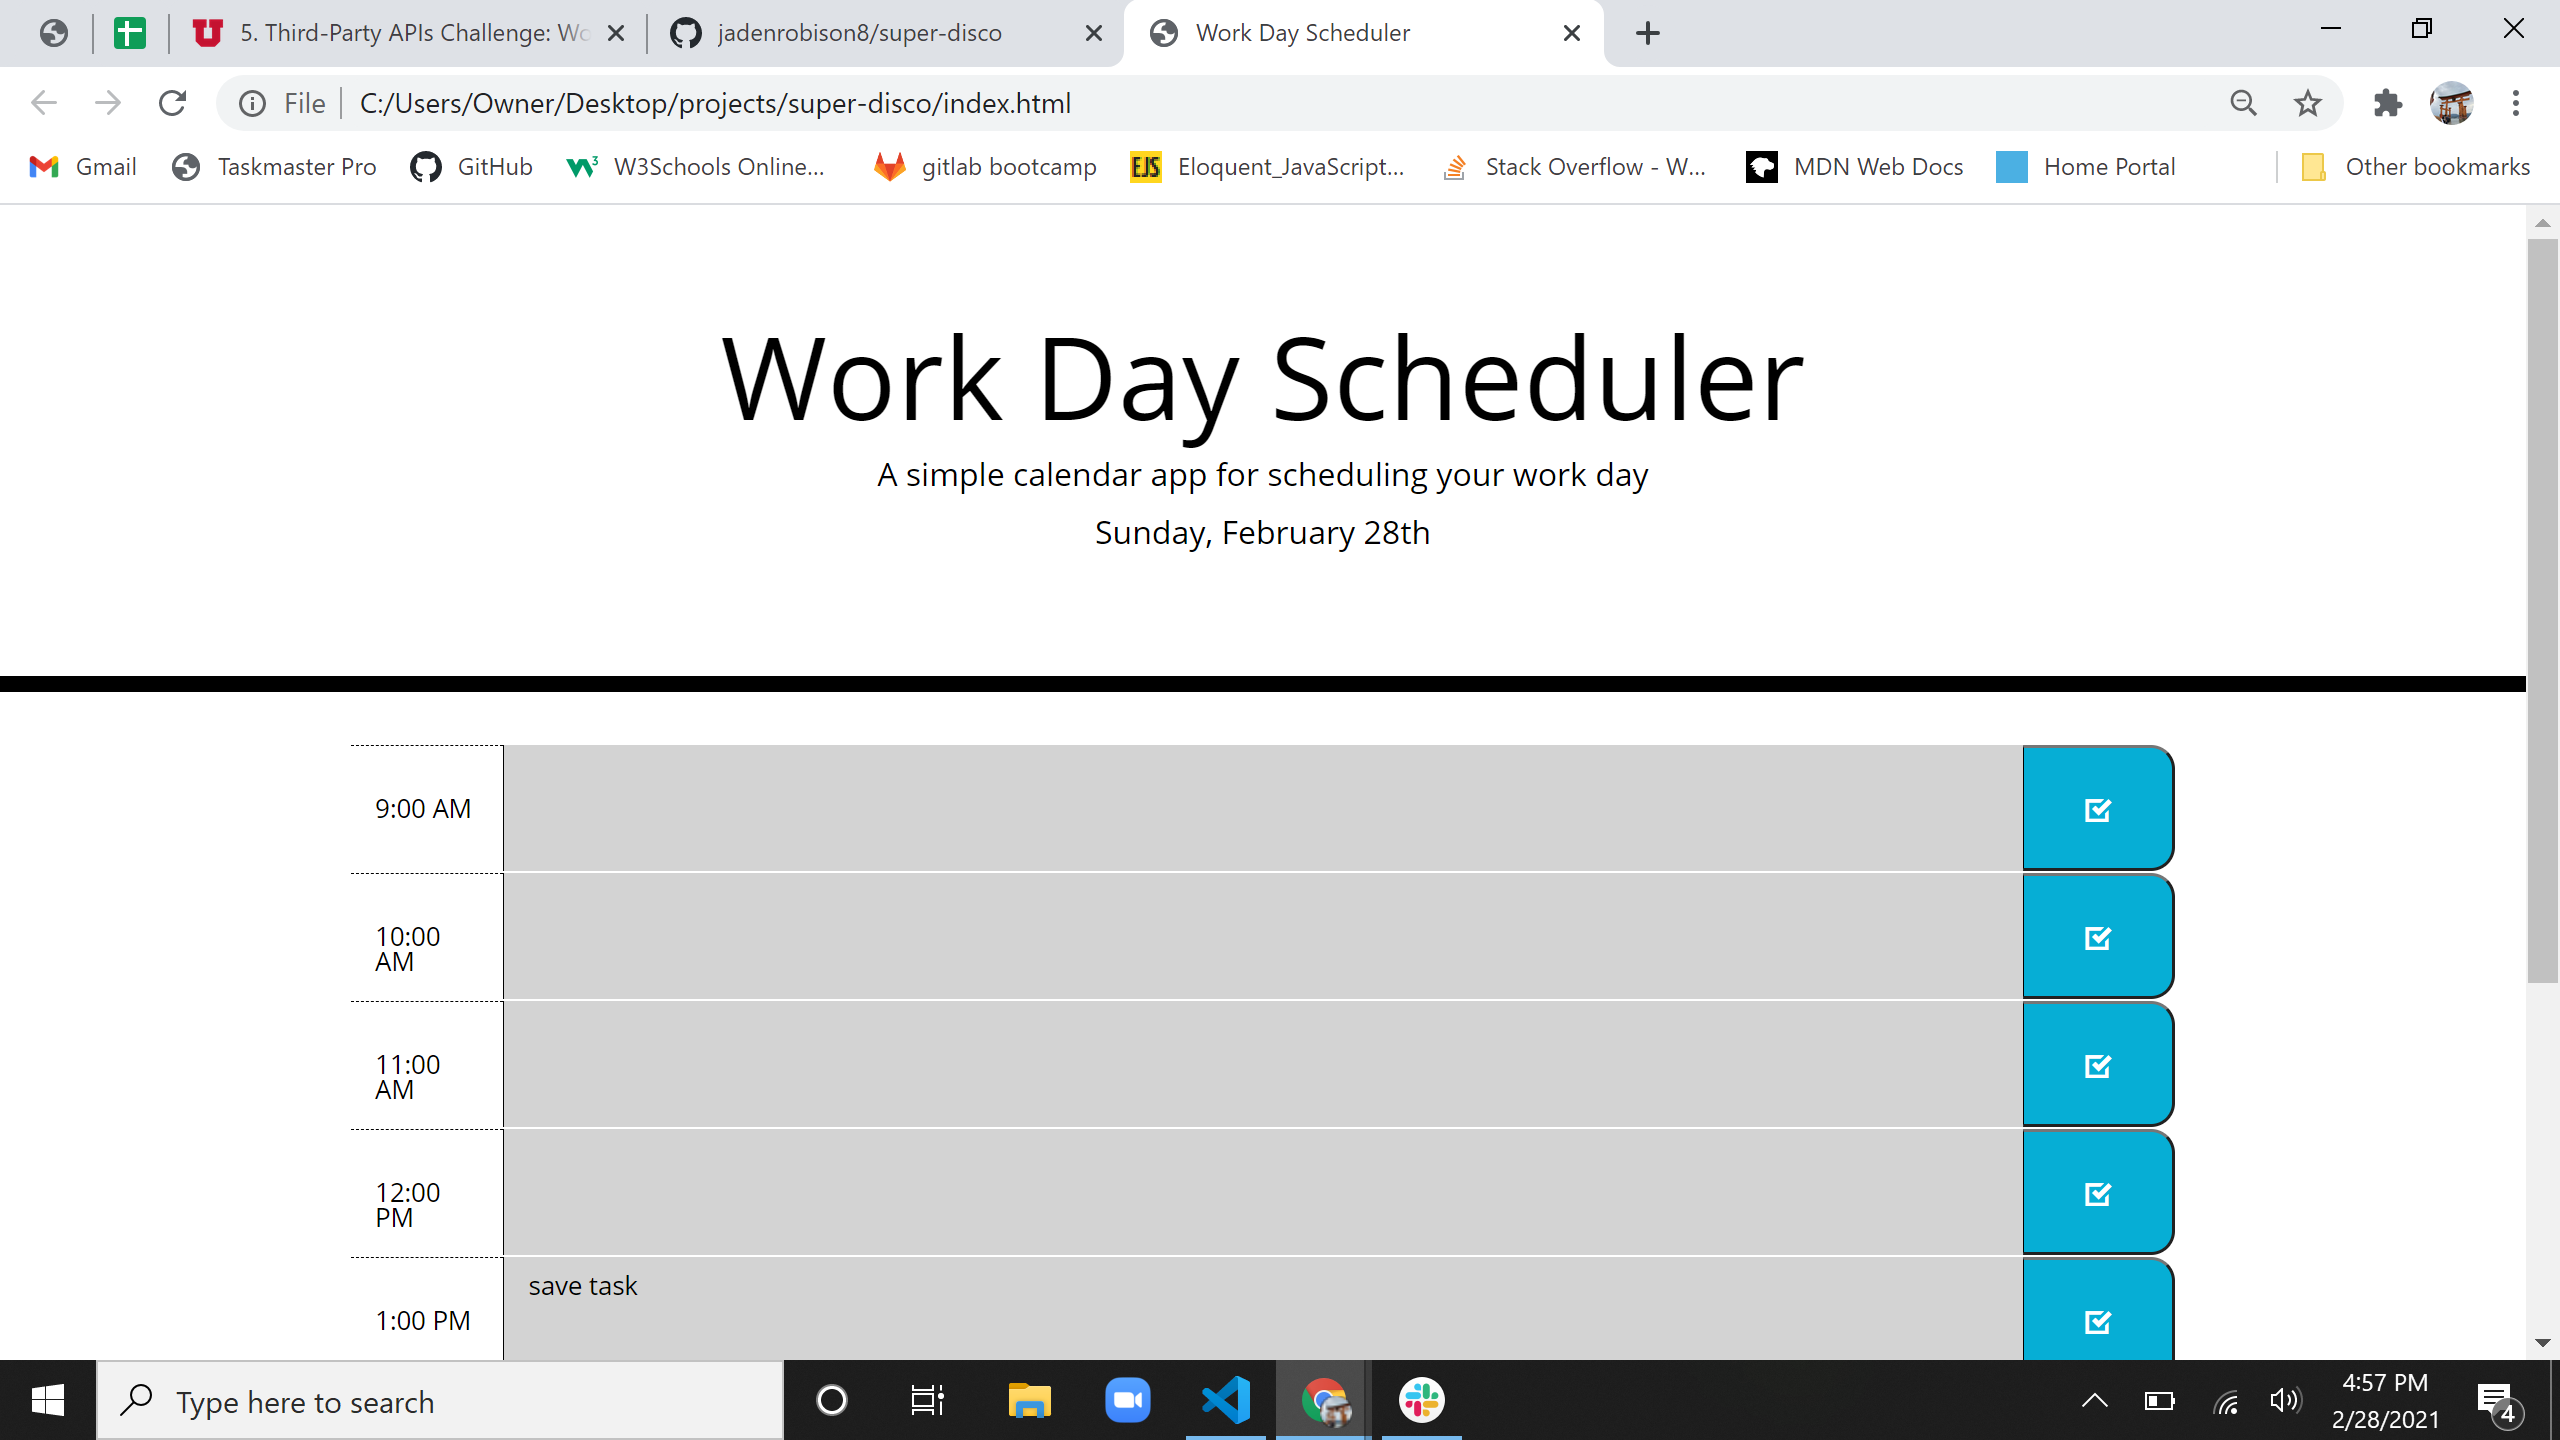 5. Third-Party APIs Challenge: Wo
jadenrobison8/super-disco
Work Day Scheduler
File
C:/Users/Owner/Desktop/projects/super-disco/index.html
Gmail
Taskmaster Pro
GitHub
W3Schools Online...
gitlab bootcamp
EJS
Eloquent_JavaScript...
Stack Overflow - W...
MDN Web Docs
Home Portal
Other bookmarks
Work Day Scheduler
A simple calendar app for scheduling your work day
Sunday, February 28th
9:00 AM
10:00
AM
11:00
AM
12:00
PM
save task
1:00 PM
Type here to search
4:57 PM
2/28/2021
4